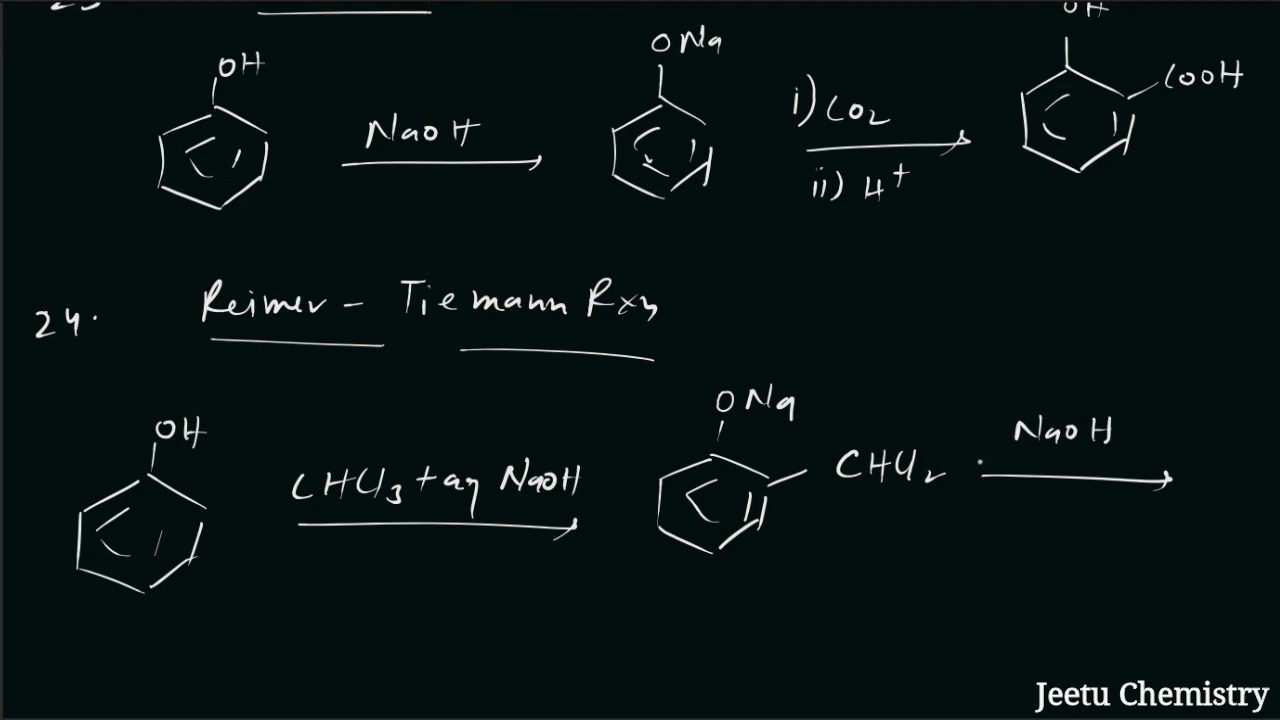 OH
COOH
OH
ONa
NaoH
i) CO2
ii) H+
24. Reimer - Tiemann Rxn
OH
CHCl3 + aq NaoH
ONa
CHCl2
NaoH
Jeetu Chemistry